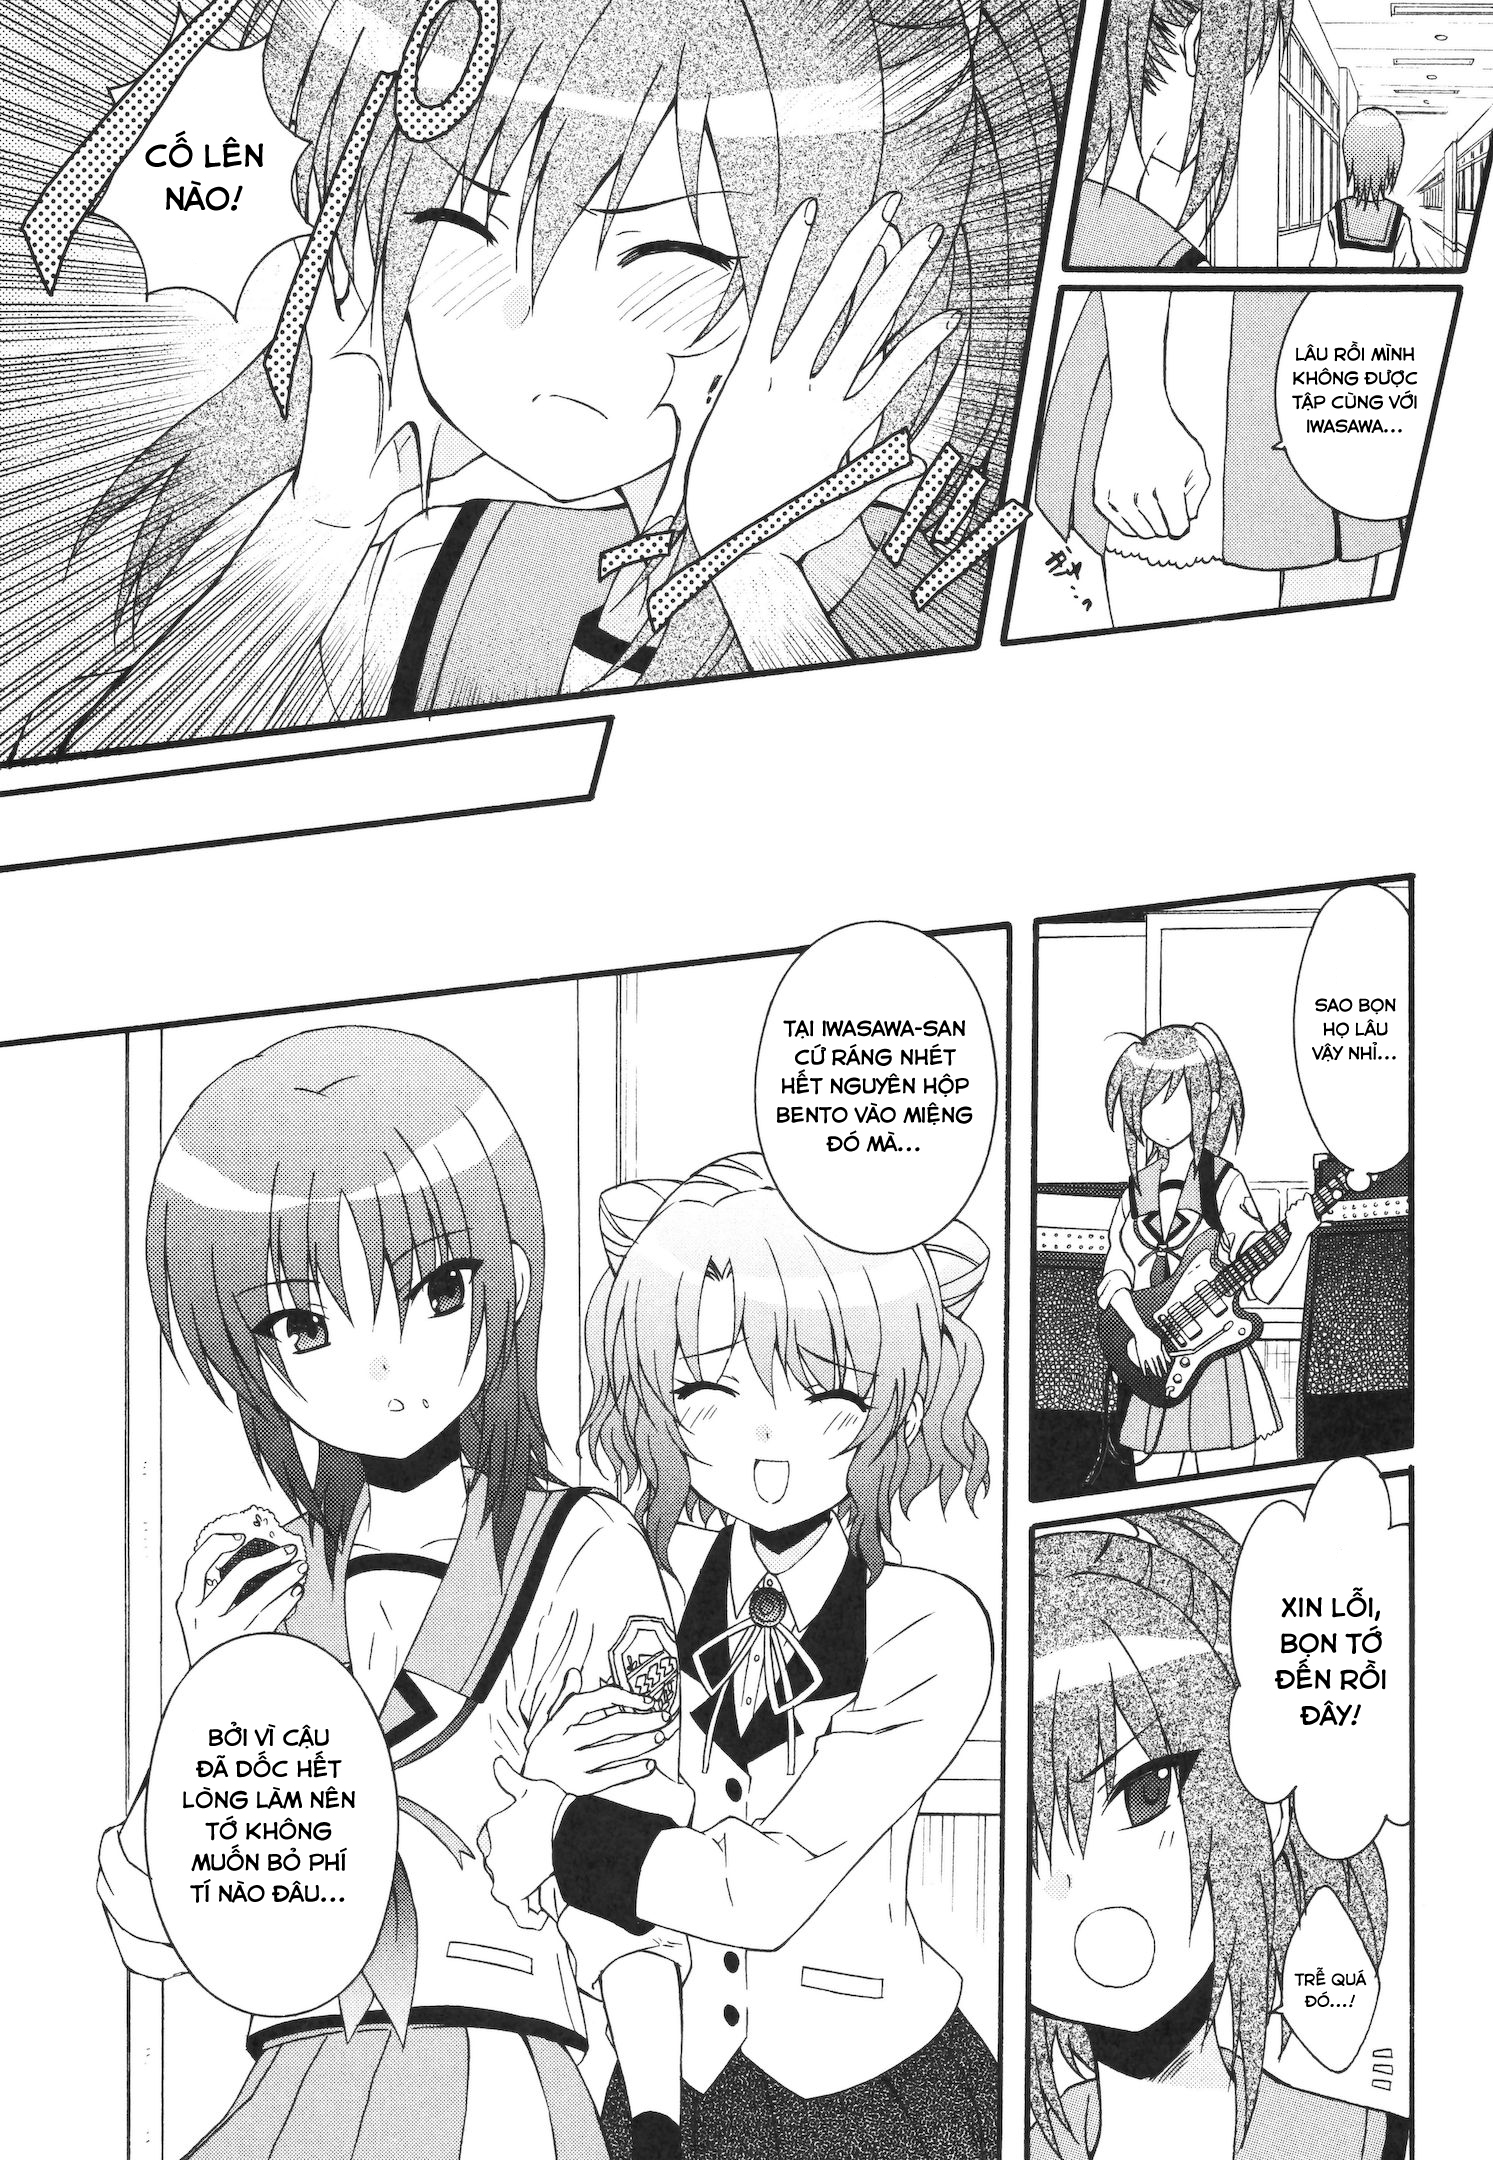 LÂU RỒI MÌNH
KHÔNG ĐƯỢC
TẬP CÙNG VỚI
IWASAWA...
CỐ LÊN
NÀO!
SAO BỌN
HỌ LÂU
VẬY NHỈ...
XIN LỖI,
BỌN TỚ
ĐẾN RỒI
ĐÂY!
TRỄ QUÁ
ĐÓ...!
TẠI IWASAWA-SAN
CỨ RÁNG NHÉT
HẾT NGUYÊN HỘP
BENTO VÀO MIỆNG
ĐÓ MÀ...
BỞI VÌ CẬU
ĐÃ DỐC HẾT
LÒNG LÀM NÊN
TỚ KHÔNG
MUỐN BỎ PHÍ
TÍ NÀO ĐÂU...